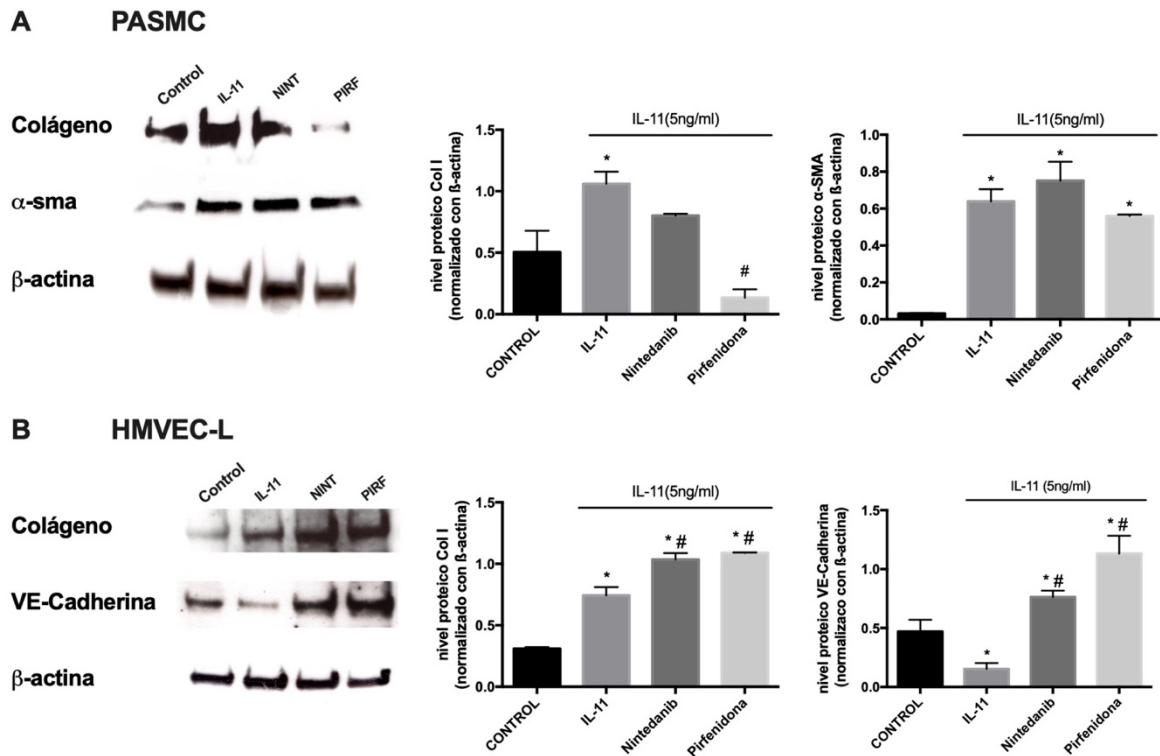 A PASMC
Control IL-11 NINT PIRF
Colágeno
α-sma
β-actina
IL-11(5ng/ml)
nivel proteico Col I
(normalizado con ß-actina)
1.5
1.0
0.5
0.0
CONTROL IL-11 Nintedanib Pirfenidona
*
#
IL-11(5ng/ml)
nivel proteico α-SMA
(normalizado con ß-actina)
1.0
0.8
0.6
0.4
0.2
0.0
CONTROL IL-11 Nintedanib Pirfenidona
*
*
*
B HMVEC-L
Control IL-11 NINT PIRF
Colágeno
VE-Cadherina
β-actina
IL-11(5ng/ml)
nivel proteico Col I
(normalizado con ß-actina)
1.5
1.0
0.5
0.0
CONTROL IL-11 Nintedanib Pirfenidona
*
* #
* #
IL-11 (5ng/ml)
nivel proteico VE-Cadherina
(normalizaco con ß-actina)
1.5
1.0
0.5
0.0
CONTROL IL-11 Nintedanib Pirfenidona
*
* #
* #